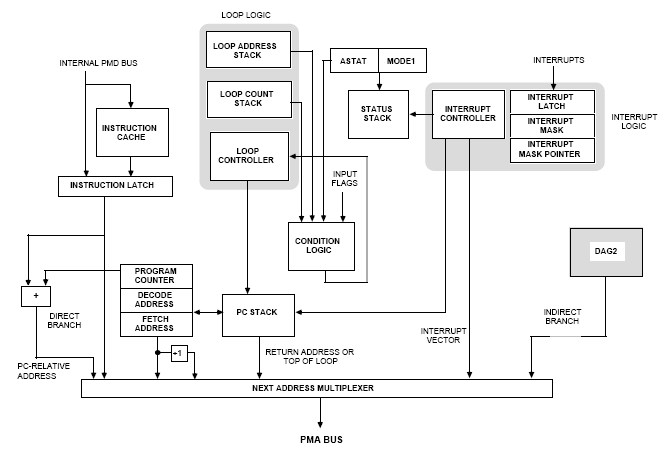 LOOP LOGIC
LOOP ADDRESS
STACK
ASTAT
MODE1
INTERNAL PMD BUS
INTERRUPTS
LOOP COUNT
STACK
STATUS
STACK
INTERRUPT
CONTROLLER
INTERRUPT
LATCH
INTERRUPT
MASK
INTERRUPT
MASK POINTER
INTERRUPT
LOGIC
INSTRUCTION
CACHE
LOOP
CONTROLLER
INPUT
FLAGS
INSTRUCTION LATCH
CONDITION
LOGIC
DAG2
PROGRAM
COUNTER
DECODE
ADDRESS
FETCH
ADDRESS
+
DIRECT
BRANCH
PC STACK
INDIRECT
BRANCH
INTERRUPT
VECTOR
+1
RETURN ADDRESS OR
TOP OF LOOP
PC-RELATIVE
ADDRESS
NEXT ADDRESS MULTIPLEXER
PMA BUS